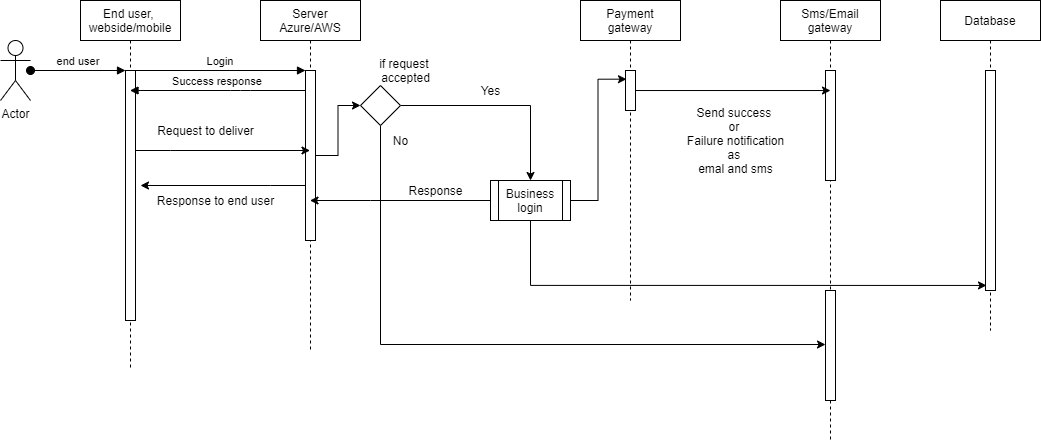 End user,
webside/mobile
Server
Azure/AWS
Payment
gateway
Sms/Email
gateway
Database
Actor
end user
Login
Success response
if request
accepted
Yes
No
Request to deliver
Response to end user
Response
Business
login
Send success
or
Failure notification
as
emal and sms